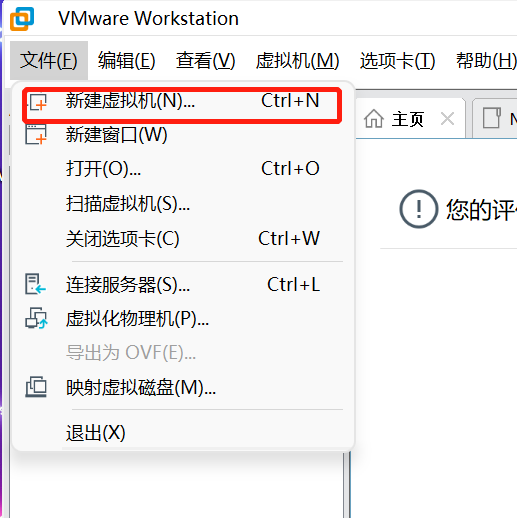 VMware Workstation
文件(F) 编辑(E) 查看(V) 虚拟机(M) 选项卡(T) 帮助(H)
新建虚拟机(N)... Ctrl+N
主页
新建窗口(W)
打开(O)... Ctrl+O
扫描虚拟机(S)...
您的评
关闭选项卡(C) Ctrl+W
连接服务器(S)... Ctrl+L
虚拟化物理机(P)...
导出为 OVF(E)...
映射虚拟磁盘(M)...
退出(X)